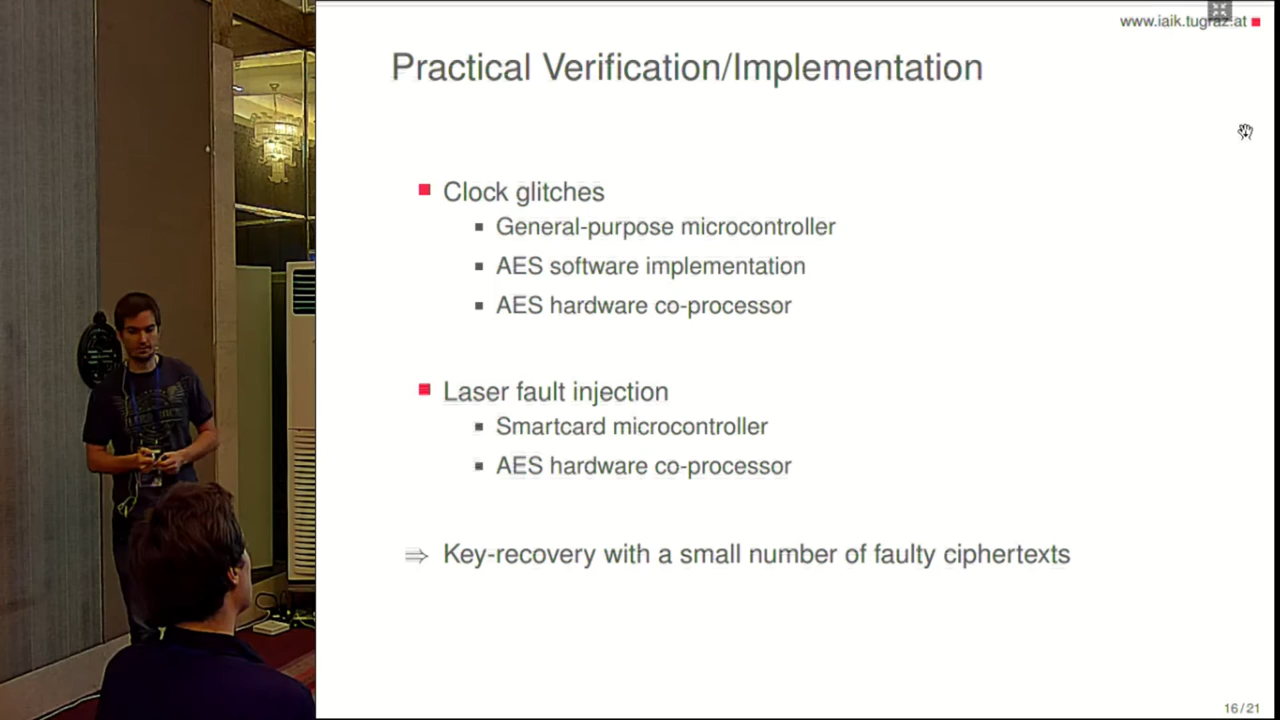 www.iaik.tugraz.at
Practical Verification/Implementation
Clock glitches
General-purpose microcontroller
AES software implementation
AES hardware co-processor
Laser fault injection
Smartcard microcontroller
AES hardware co-processor
⇒ Key-recovery with a small number of faulty ciphertexts
16/21